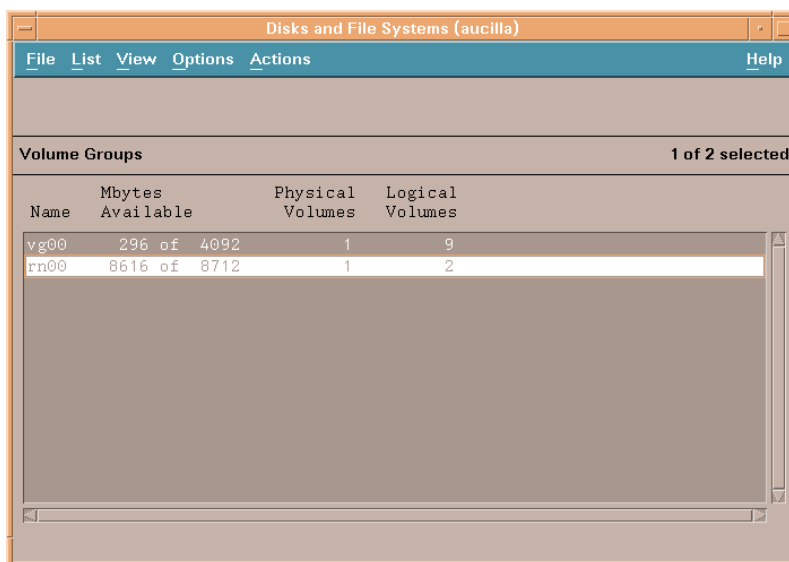 Disks and File Systems (aucilla)
File List View Options Actions Help
Volume Groups 1 of 2 selected
Mbytes Physical Logical
Name Available Volumes Volumes
vg00 296 of 4092 1 9
rn00 8616 of 8712 1 2